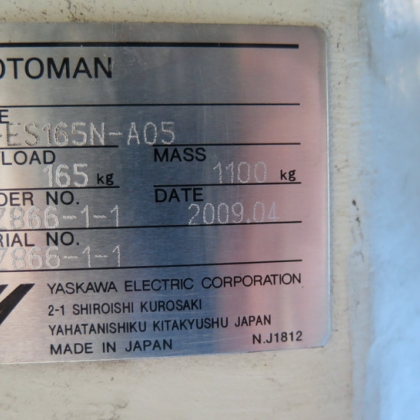 OTOMAN
E
ES165N-A05
LOAD MASS
165 kg 1100 kg
DER NO. DATE
7866-1-1 2009.04
RIAL NO.
7866-1-1
YASKAWA ELECTRIC CORPORATION
2-1 SHIROISHI KUROSAKI
YAHATANISHIKU KITAKYUSHU JAPAN
MADE IN JAPAN N.J1812